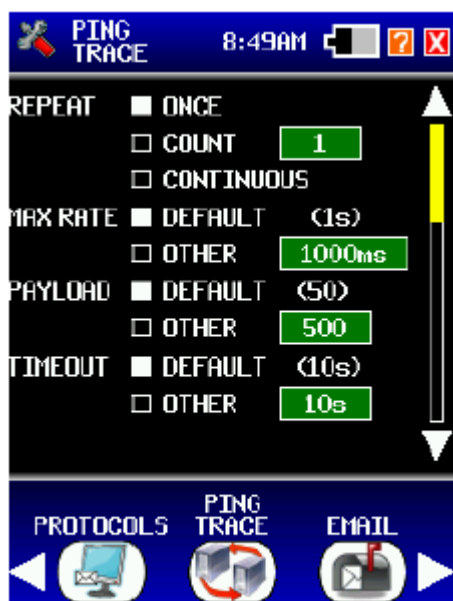 PING
TRACE
8:49AM
? X
REPEAT ONCE
COUNT 1
CONTINUOUS
MAX RATE DEFAULT (1s)
OTHER 1000ms
PAYLOAD DEFAULT (50)
OTHER 500
TIMEOUT DEFAULT (10s)
OTHER 10s
PROTOCOLS
PING
TRACE
EMAIL